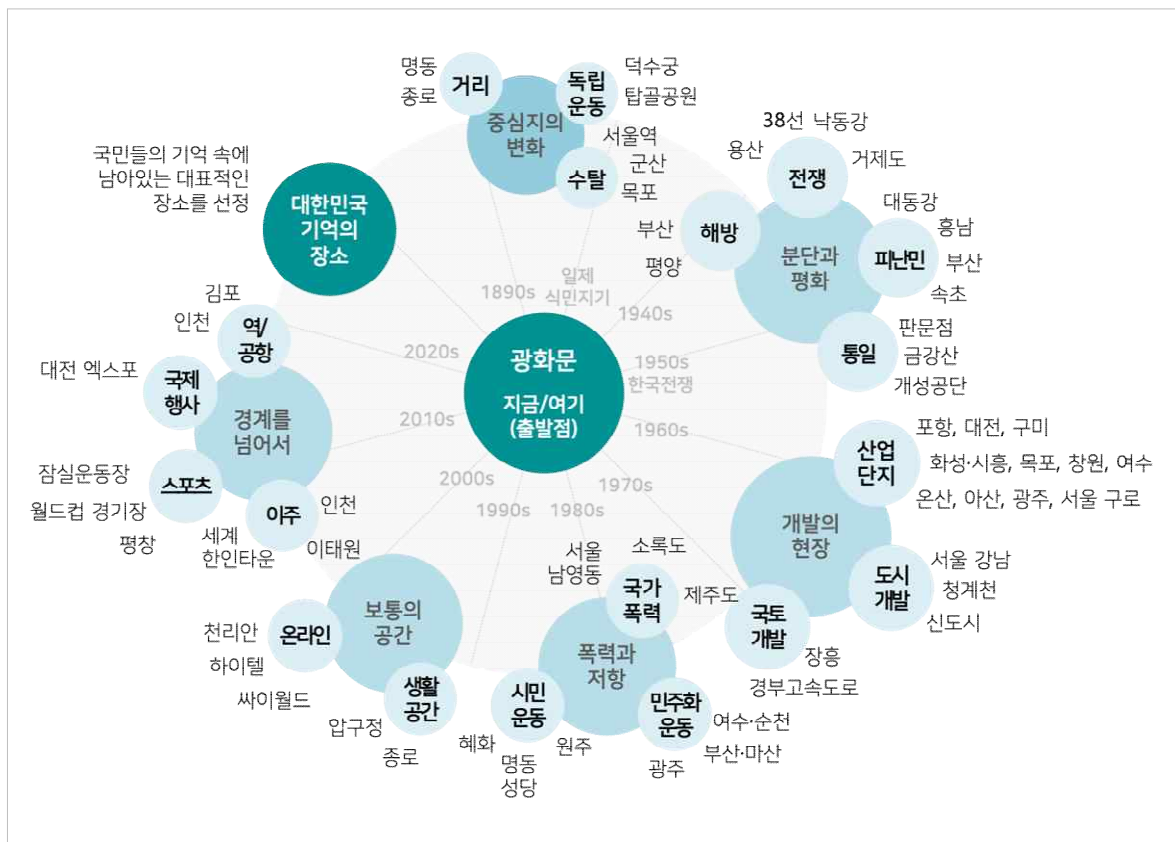 국민들의 기억 속에
남아있는 대표적인
장소를 선정
대한민국
기억의
장소
광화문
지금/여기
(출발점)
1890s
일제
식민지기
1940s
1950s
한국전쟁
1960s
1970s
1980s
1990s
2000s
2010s
2020s
중심지의
변화
거리
명동
종로
독립
운동
덕수궁
탑골공원
수탈
서울역
군산
목포
분단과
평화
해방
부산
평양
전쟁
용산
38선 낙동강
거제도
피난민
대동강
흥남
부산
속초
통일
판문점
금강산
개성공단
개발의
현장
산업
단지
포항, 대전, 구미
화성·시흥, 목포, 창원, 여수
온산, 아산, 광주, 서울 구로
도시
개발
서울 강남
청계천
신도시
국토
개발
장흥
경부고속도로
폭력과
저항
국가
폭력
서울
남영동
소록도
제주도
민주화
운동
여수·순천
부산·마산
광주
시민
운동
혜화
명동
성당
원주
보통의
공간
온라인
천리안
하이텔
싸이월드
생활
공간
압구정
종로
경계를
넘어서
역/
공항
김포
인천
국제
행사
대전 엑스포
스포츠
잠실운동장
월드컵 경기장
평창
이주
인천
이태원
세계
한인타운